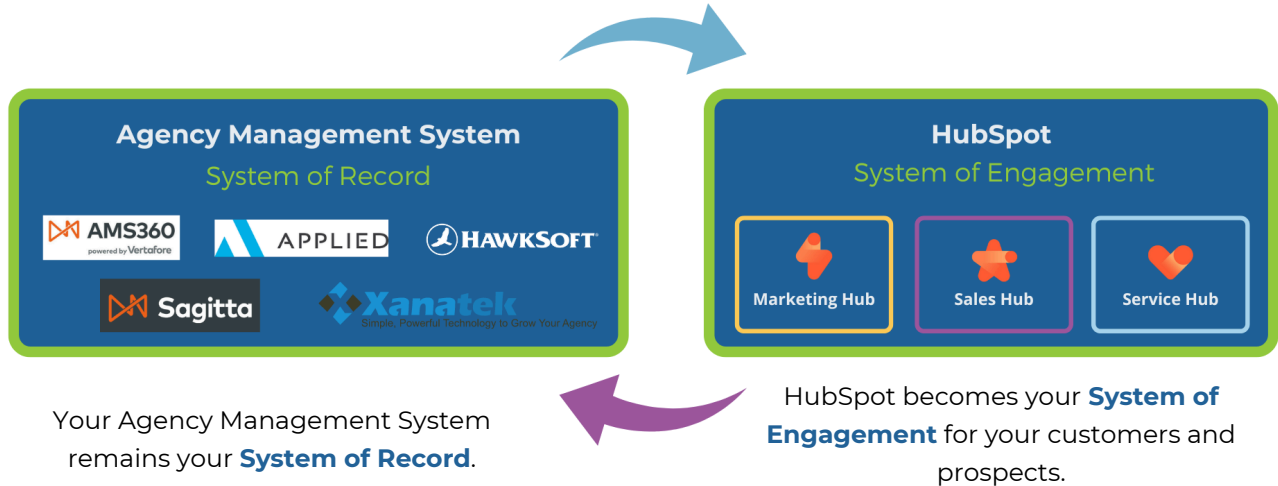 Agency Management System
System of Record
AMS360
powered by Vertafore
APPLIED
HAWKSOFT
Sagitta
Xanatek
Simple, Powerful Technology to Grow Your Agency
HubSpot
System of Engagement
Marketing Hub
Sales Hub
Service Hub
Your Agency Management System
remains your System of Record.
HubSpot becomes your System of
Engagement for your customers and
prospects.